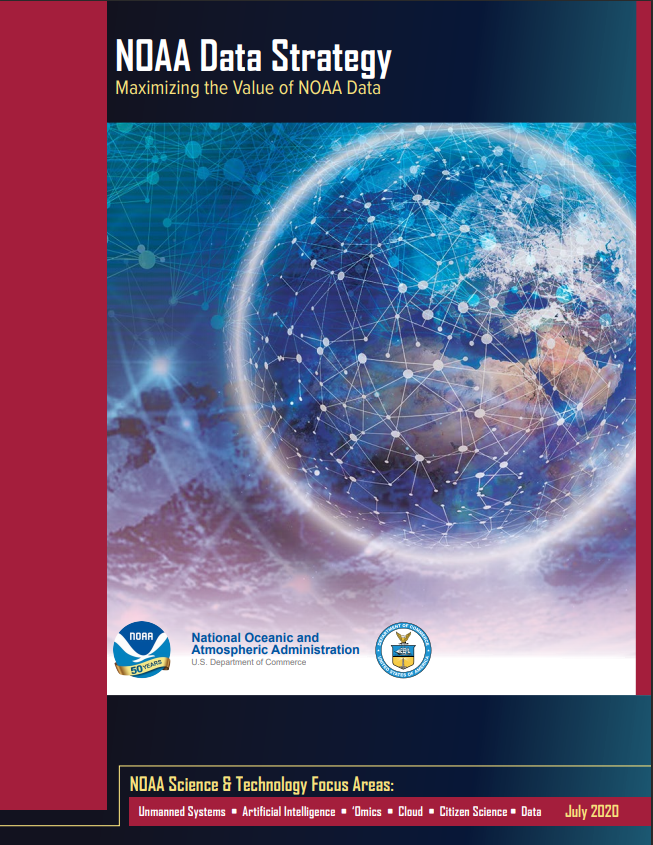 NOAA Data Strategy
Maximizing the Value of NOAA Data
NOAA
50 YEARS
National Oceanic and
Atmospheric Administration
U.S. Department of Commerce
DEPARTMENT OF COMMERCE
UNITED STATES OF AMERICA
NOAA Science & Technology Focus Areas:
Unmanned Systems ▪ Artificial Intelligence ▪ 'Omics ▪ Cloud ▪ Citizen Science ▪ Data July 2020